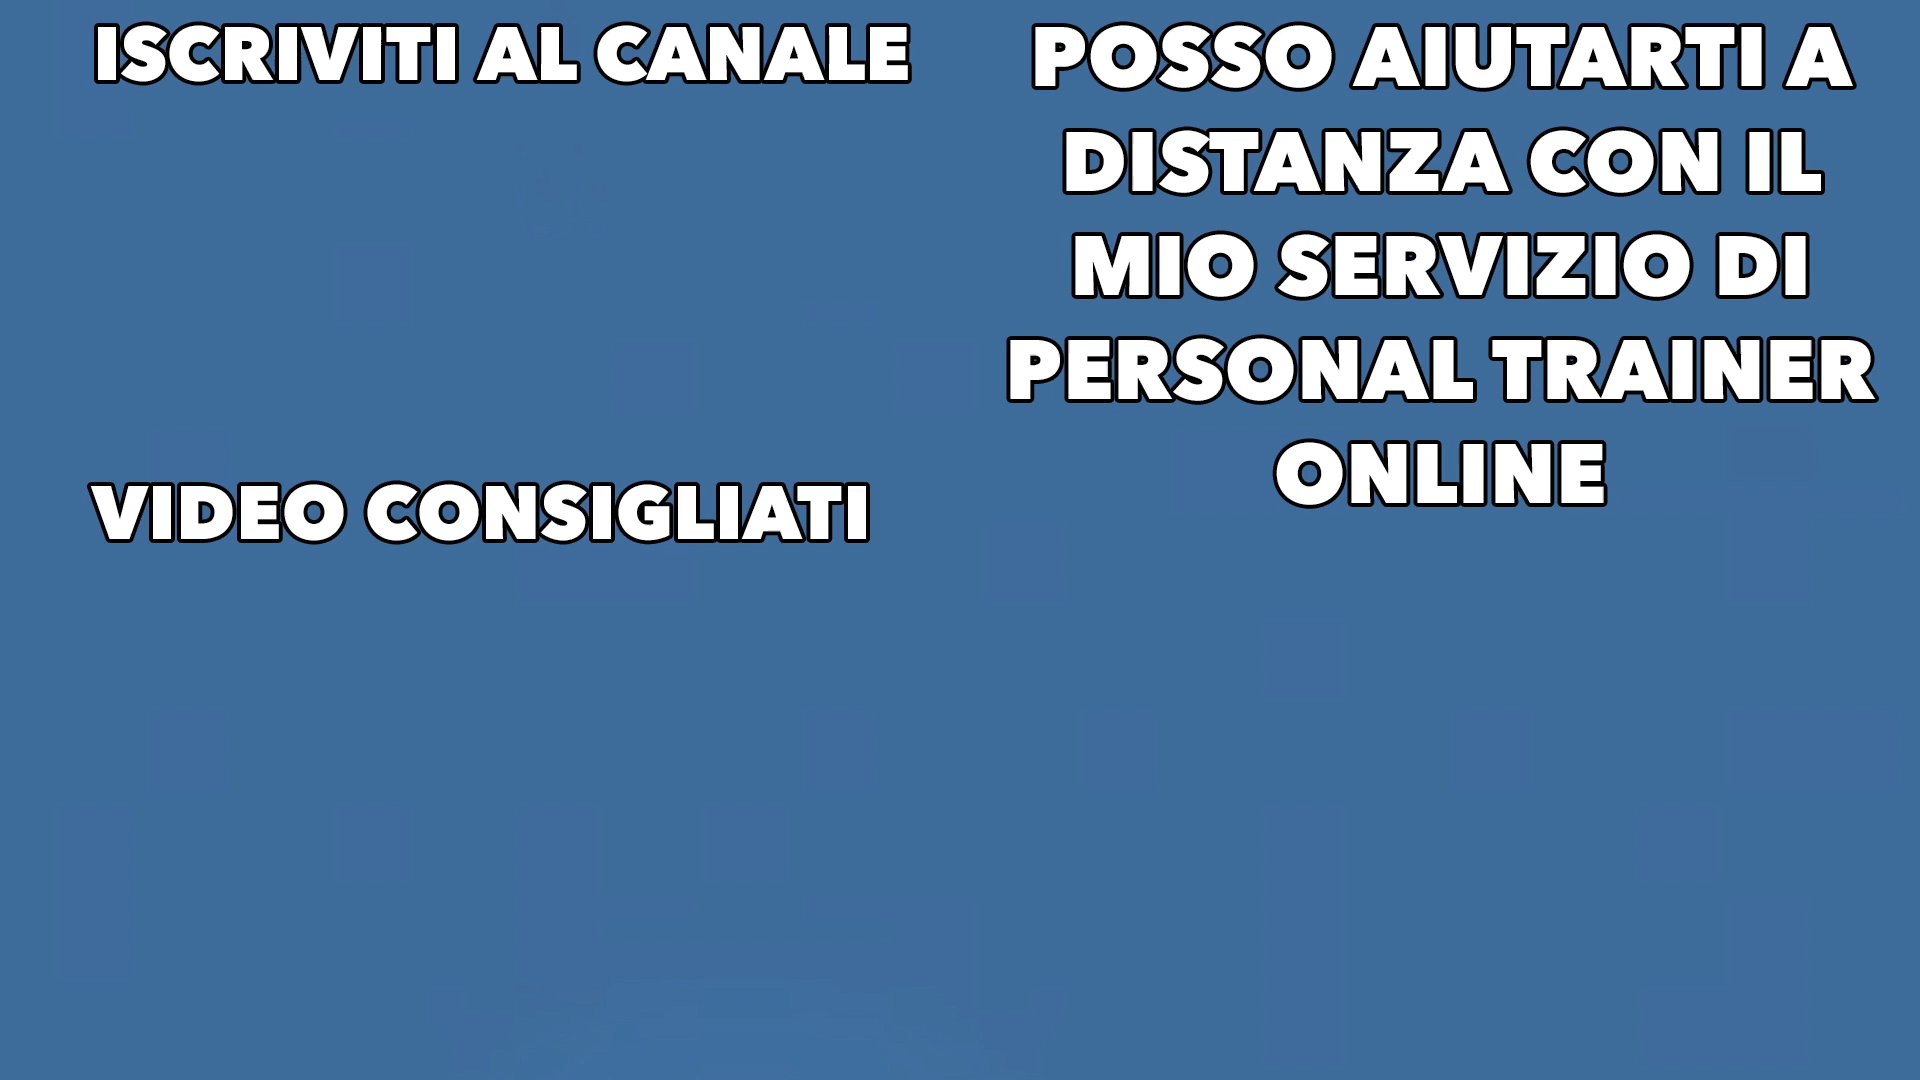 ISCRIVITI AL CANALE
VIDEO CONSIGLIATI
POSSO AIUTARTI A
DISTANZA CON IL
MIO SERVIZIO DI
PERSONAL TRAINER
ONLINE